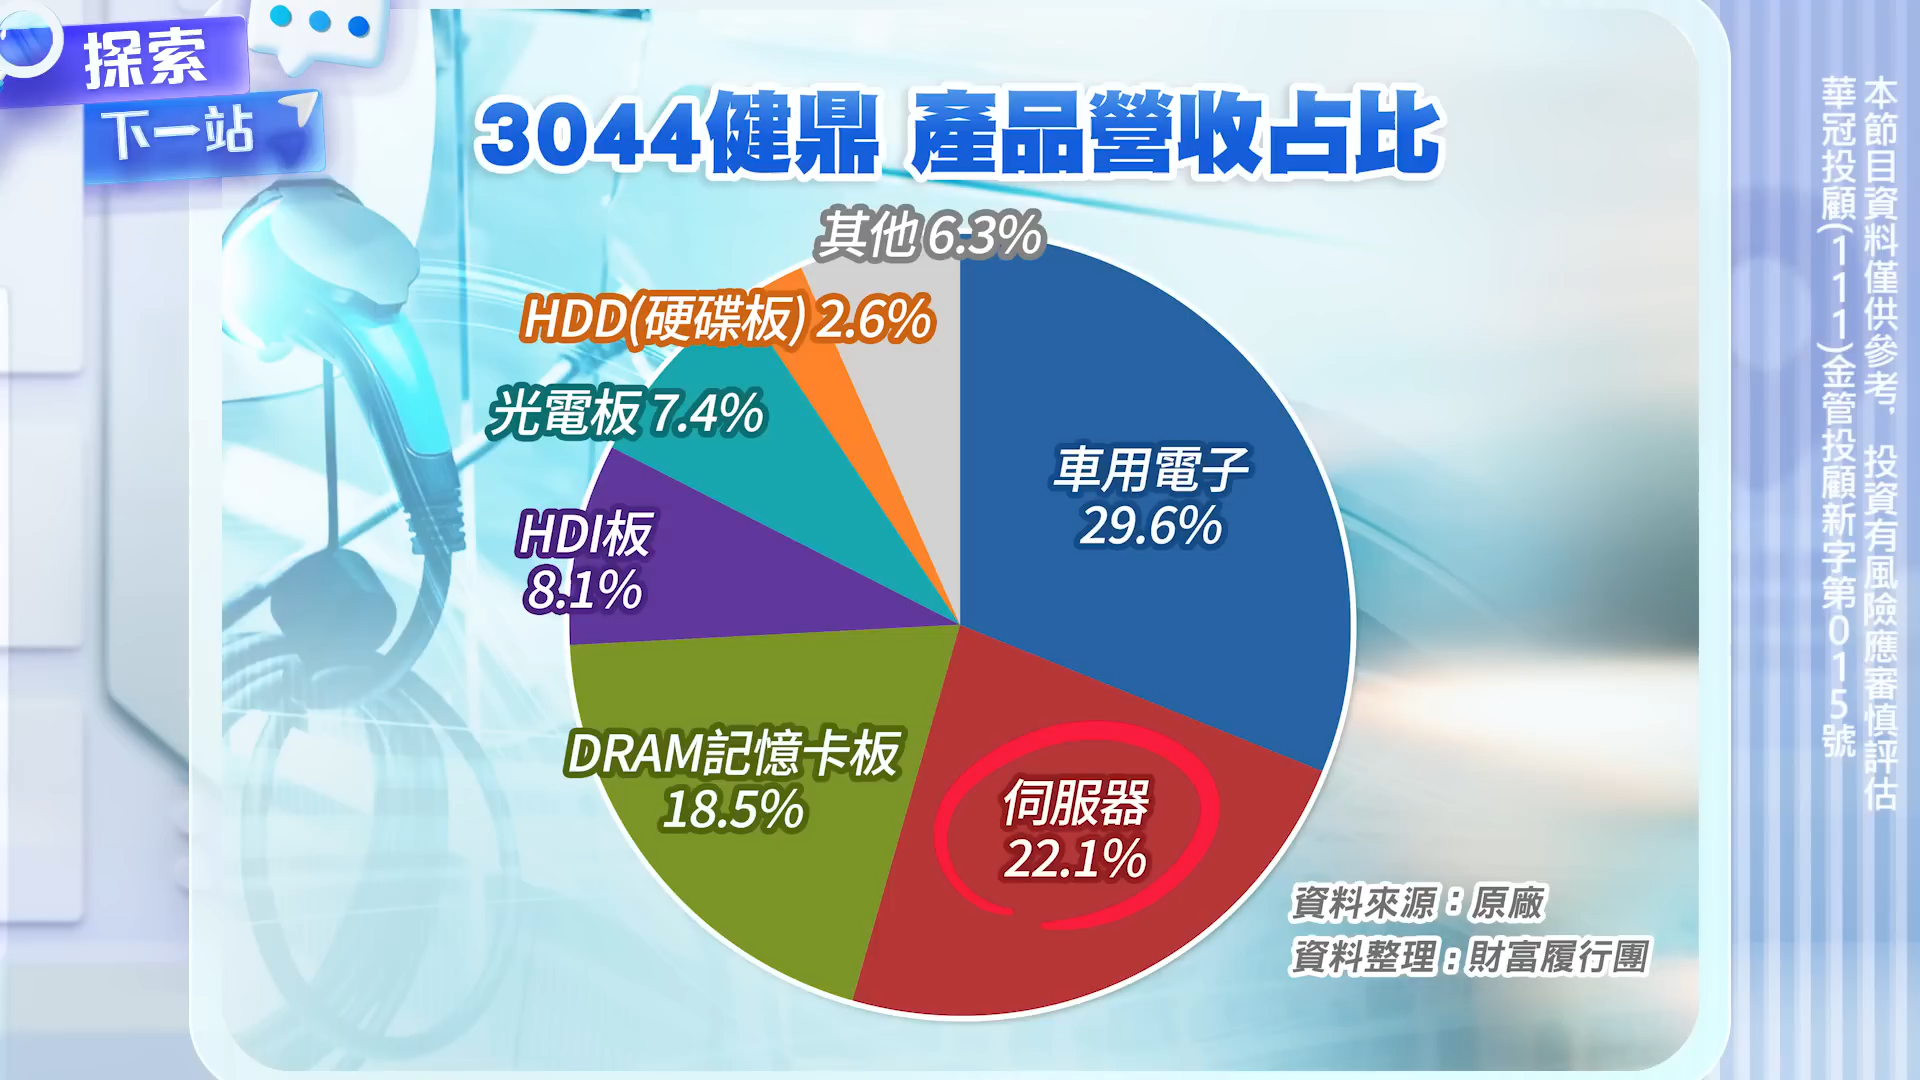 探索
下一站
3044健鼎 產品營收占比
其他 6.3%
HDD(硬碟板) 2.6%
光電板 7.4%
HDI板
8.1%
DRAM記憶卡板
18.5%
車用電子
29.6%
伺服器
22.1%
資料來源：原廠
資料整理：財富履行團
本節目資料僅供參考，投資有風險應審慎評估
華冠投顧(111)金管投顧新字第015號